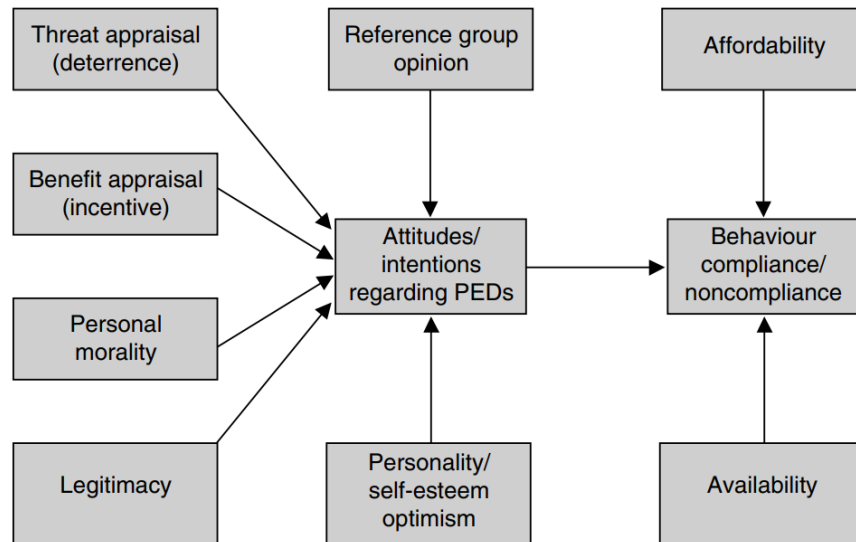 Threat appraisal
(deterrence)
Reference group
opinion
Affordability
Benefit appraisal
(incentive)
Attitudes/
intentions
regarding PEDs
Behaviour
compliance/
noncompliance
Personal
morality
Legitimacy
Personality/
self-esteem
optimism
Availability